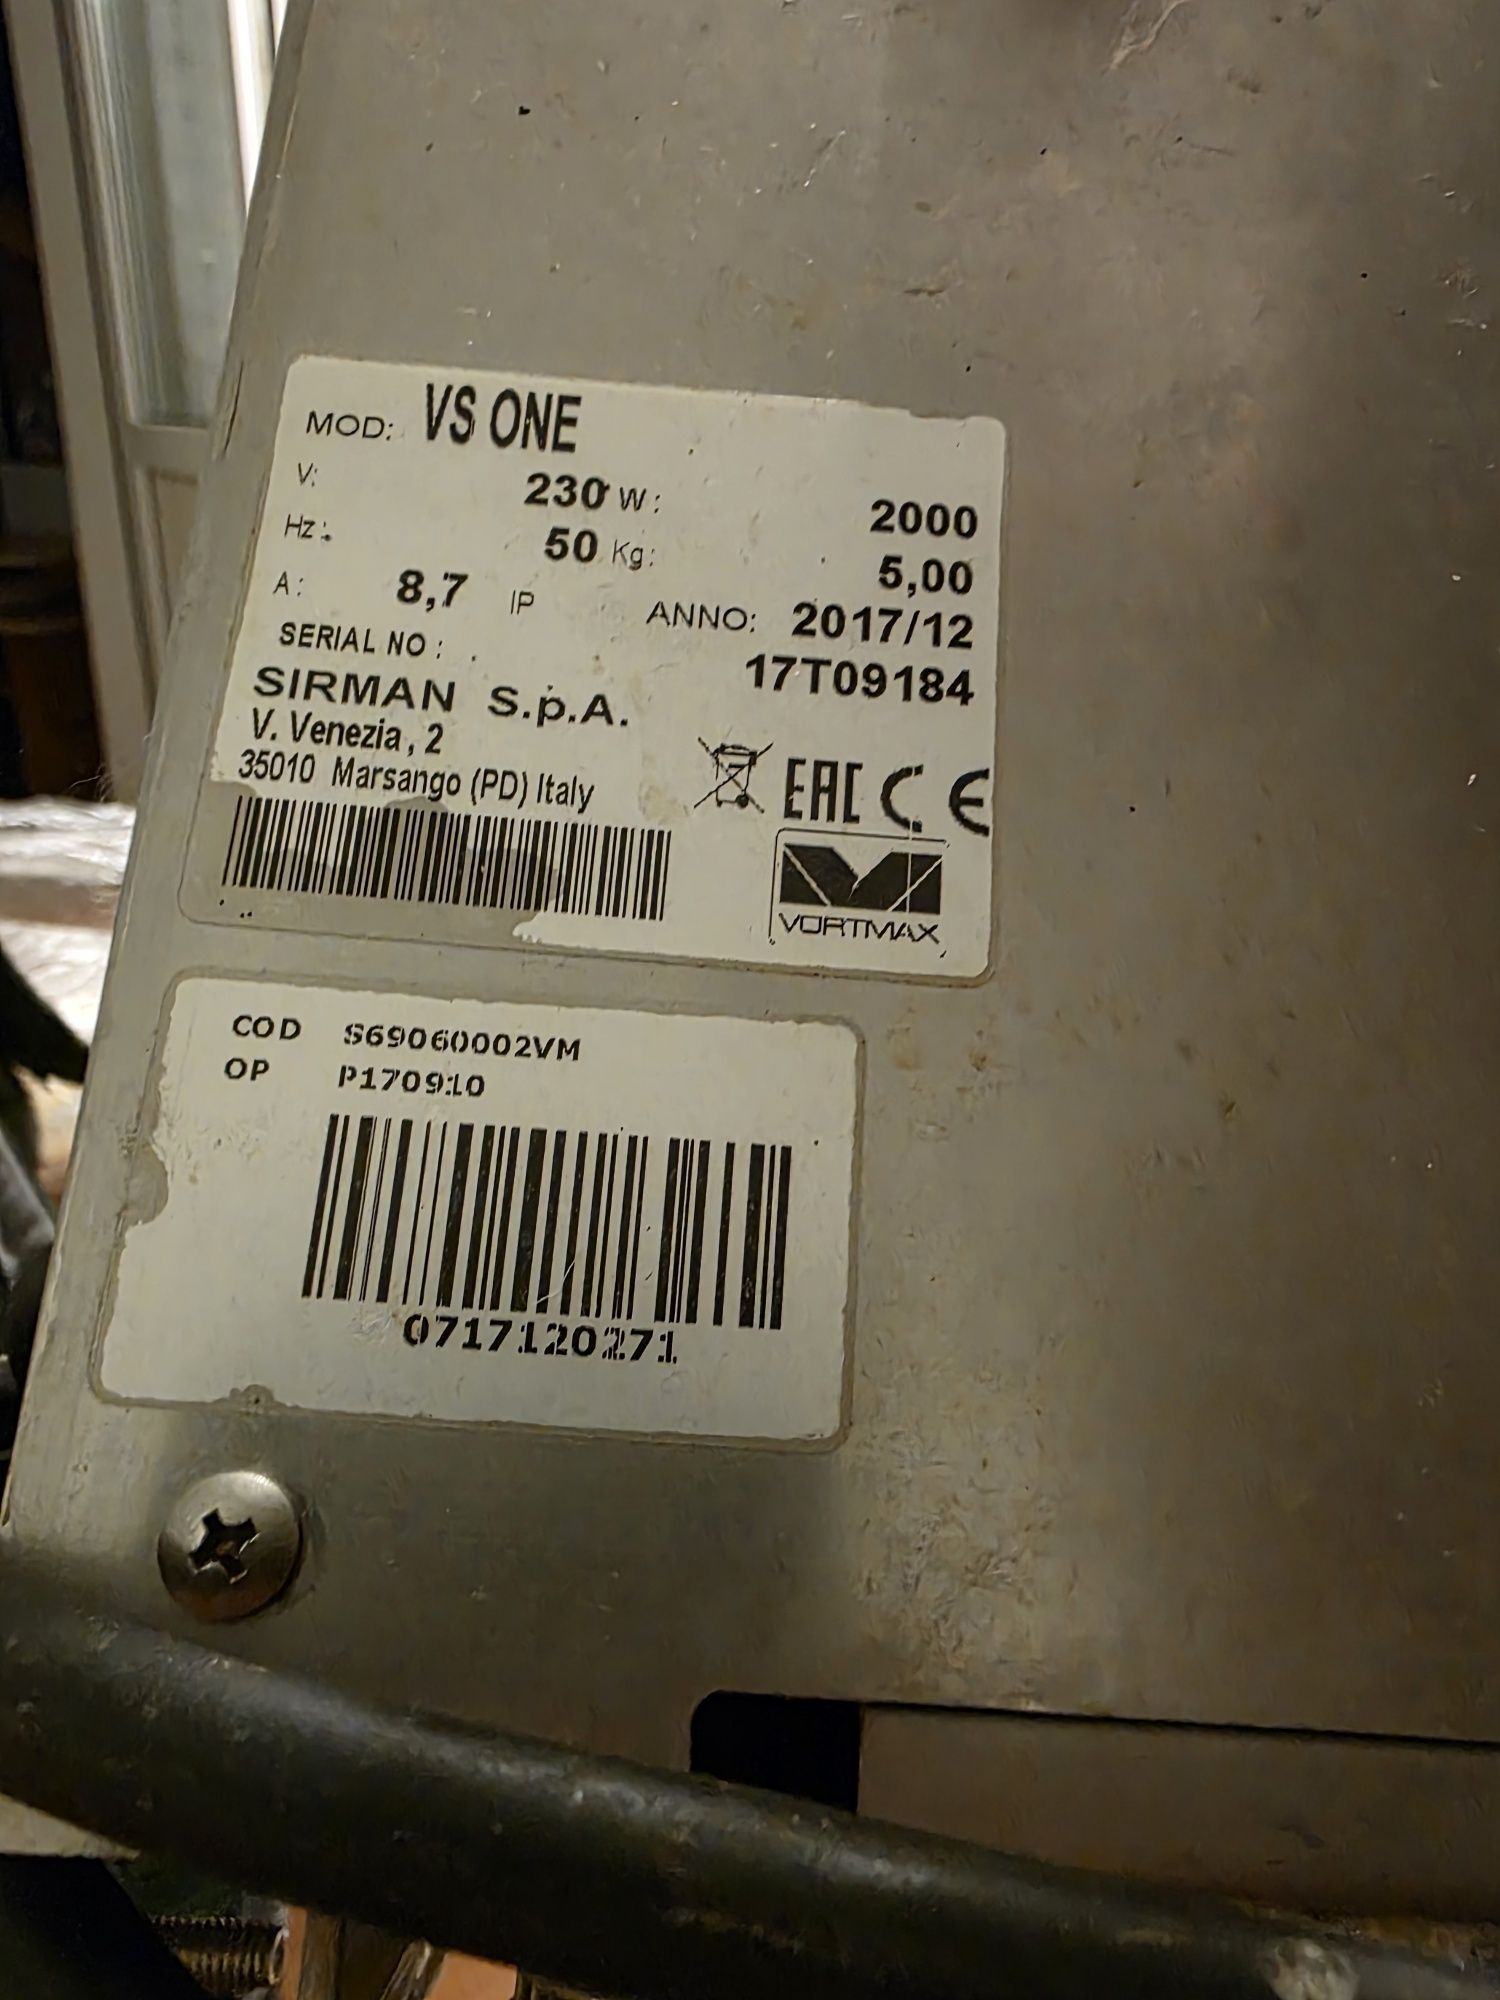 MOD: VS ONE
V: 230 W: 2000
Hz: 50 Kg: 5,00
A: 8,7 IP ANNO: 2017/12
SERIAL NO: 17T09184
SIRMAN S.p.A.
V. Venezia, 2
35010 Marsango (PD) Italy
EAC CE
VORTMAX
COD S69060002VM
OP P170910
0717120271